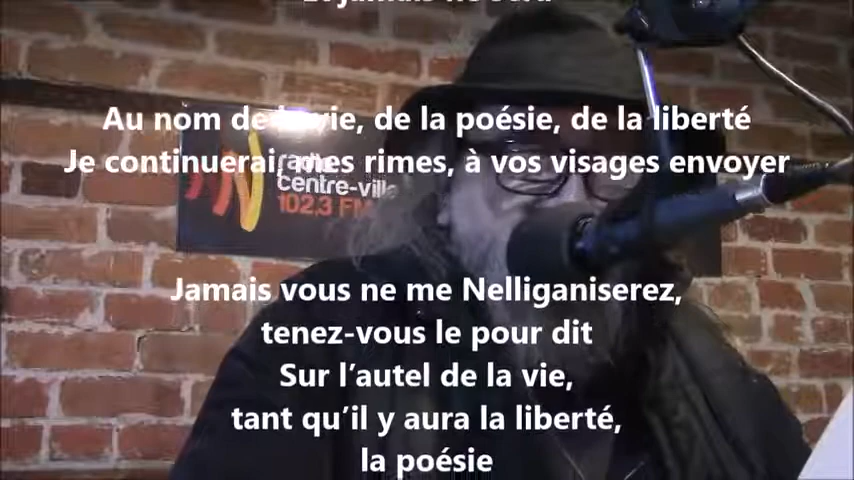 Au nom de la vie, de la poésie, de la liberté
Je continuerai, mes rimes, à vos visages envoyer
radio
centre-ville
102.3 FM
Jamais vous ne me Nelliganiserez,
tenez-vous le pour dit
Sur l'autel de la vie,
tant qu'il y aura la liberté,
la poésie